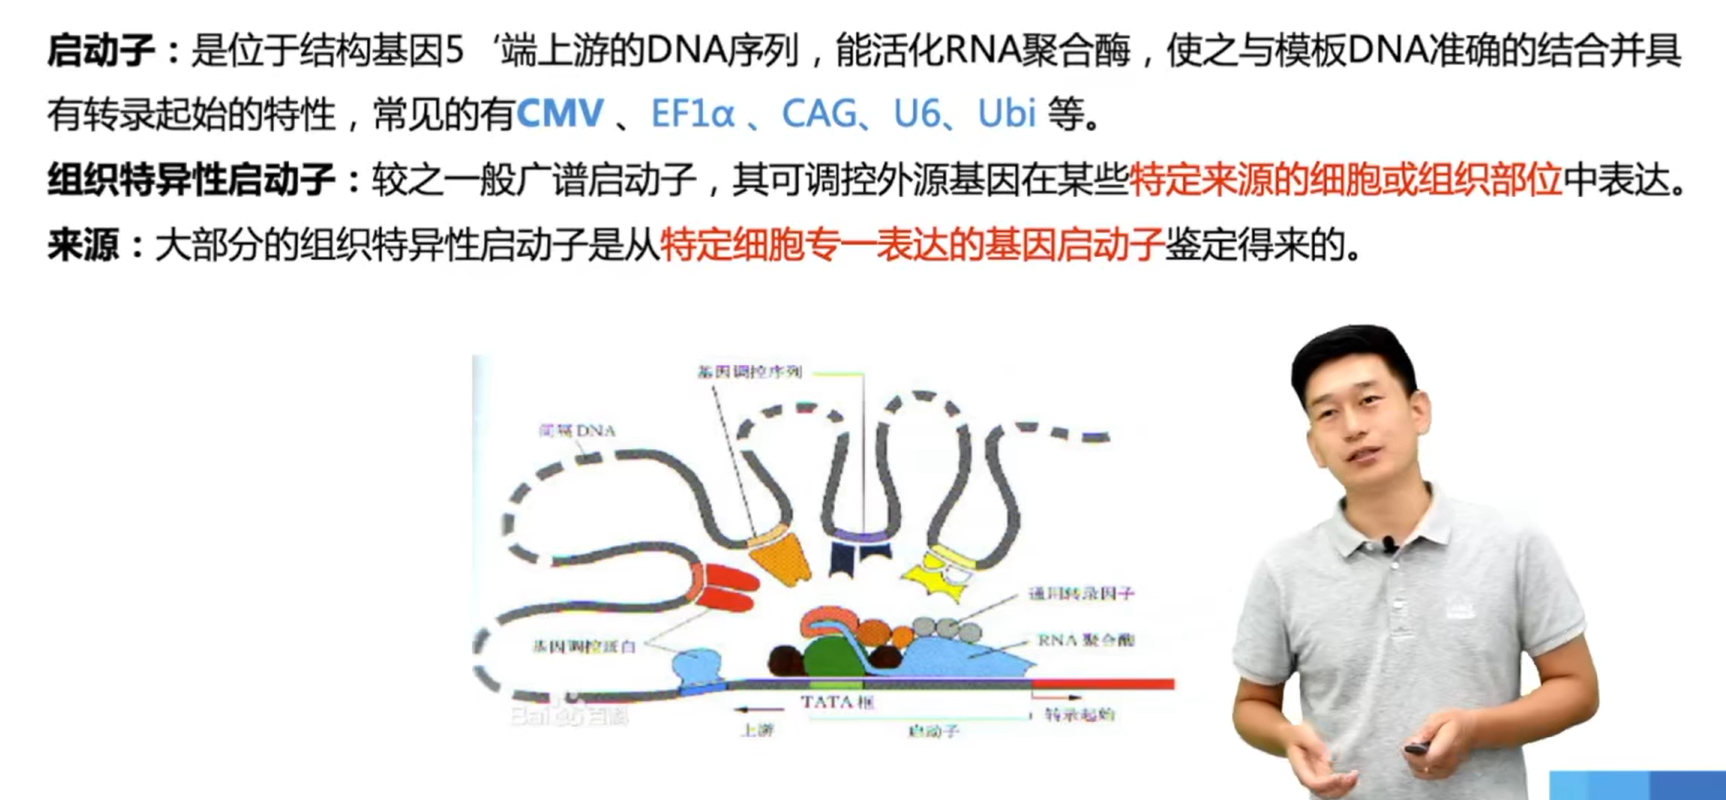 启动子：是位于结构基因5‘端上游的DNA序列，能活化RNA聚合酶，使之与模板DNA准确的结合并具
有转录起始的特性，常见的有CMV 、EF1α 、CAG、U6、Ubi 等。
组织特异性启动子：较之一般广谱启动子，其可调控外源基因在某些特定来源的细胞或组织部位中表达。
来源：大部分的组织特异性启动子是从特定细胞专一表达的基因启动子鉴定得来的。
基因调控序列
间隔DNA
通用转录因子
基因调控蛋白
RNA 聚合酶
TATA框
Bai 百科
上游
启动子
转录起始